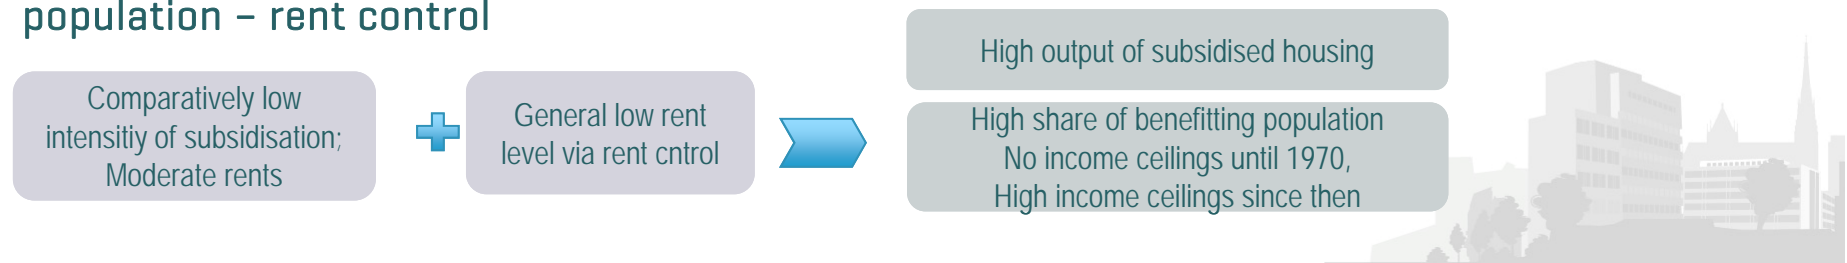 population – rent control
Comparatively low
intensitiy of subsidisation;
Moderate rents
General low rent
level via rent cntrol
High output of subsidised housing
High share of benefitting population
No income ceilings until 1970,
High income ceilings since then